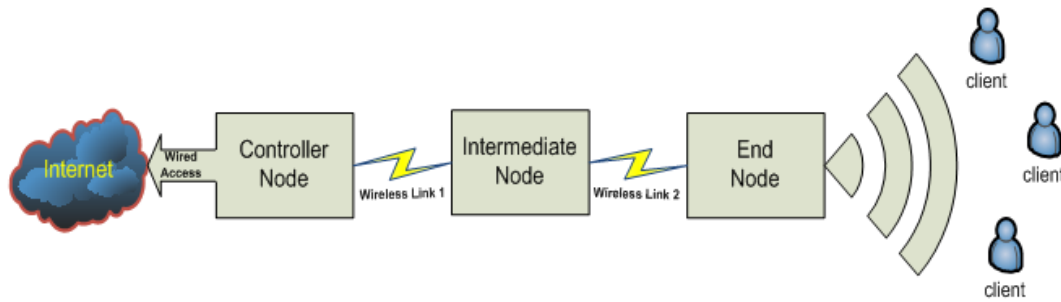 Internet
Wired
Access
Controller
Node
Wireless Link 1
Intermediate
Node
Wireless Link 2
End
Node
client
client
client